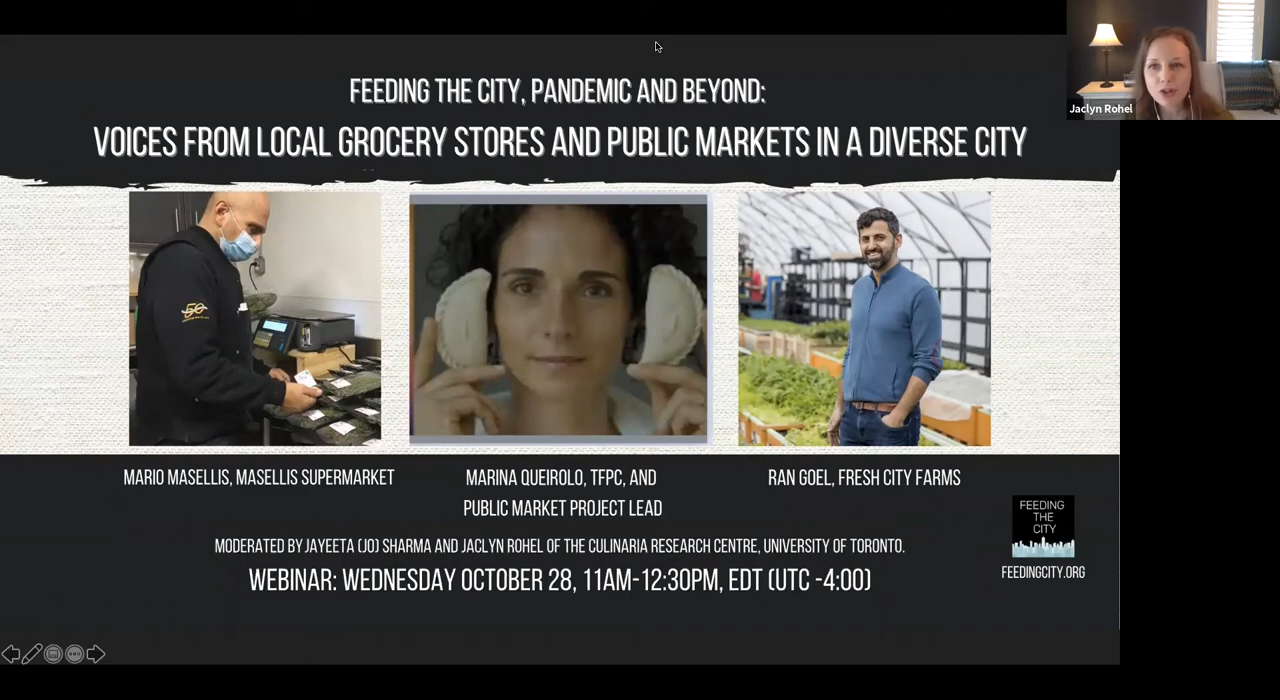 FEEDING THE CITY, PANDEMIC AND BEYOND:
VOICES FROM LOCAL GROCERY STORES AND PUBLIC MARKETS IN A DIVERSE CITY
Jaclyn Rohel
50
MARIO MASELLIS, MASELLIS SUPERMARKET
MARINA QUEIROLO, TFPC, AND
PUBLIC MARKET PROJECT LEAD
RAN GOEL, FRESH CITY FARMS
MODERATED BY JAYEETA (JO) SHARMA AND JACLYN ROHEL OF THE CULINARIA RESEARCH CENTRE, UNIVERSITY OF TORONTO.
WEBINAR: WEDNESDAY OCTOBER 28, 11AM-12:30PM, EDT (UTC -4:00)
FEEDING
THE
CITY
FEEDINGCITY.ORG